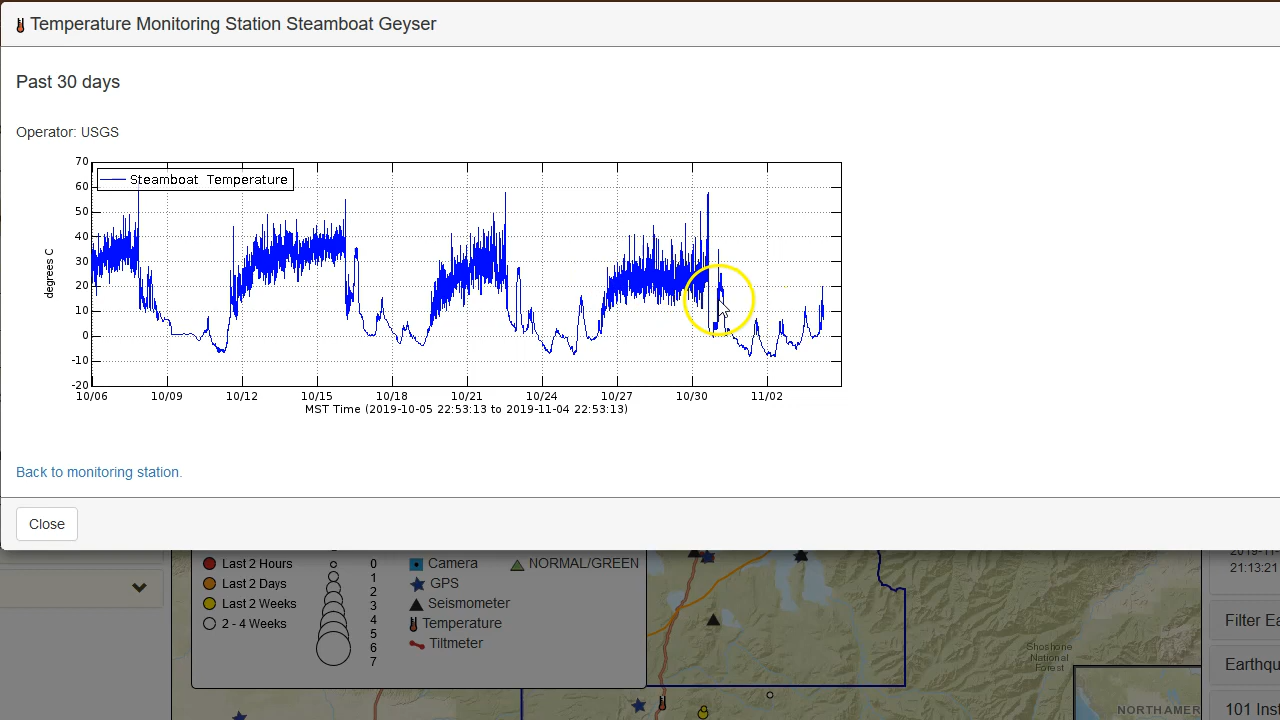 Temperature Monitoring Station Steamboat Geyser
Past 30 days
Operator: USGS
Steamboat Temperature
70
60
50
40
30
20
10
0
-10
-20
degrees C
10/06 10/09 10/12 10/15 10/18 10/21 10/24 10/27 10/30 11/02
MST Time (2019-10-05 22:53:13 to 2019-11-04 22:53:13)
Back to monitoring station.
Close
Last 2 Hours
Last 2 Days
Last 2 Weeks
2 - 4 Weeks
0
1
2
3
4
5
6
7
Camera
GPS
Seismometer
Temperature
Tiltmeter
NORMAL/GREEN
Shoshone
National
Forest
NORTH AMER
21:13:21
Filter Ea
Earthqu
101 Inst